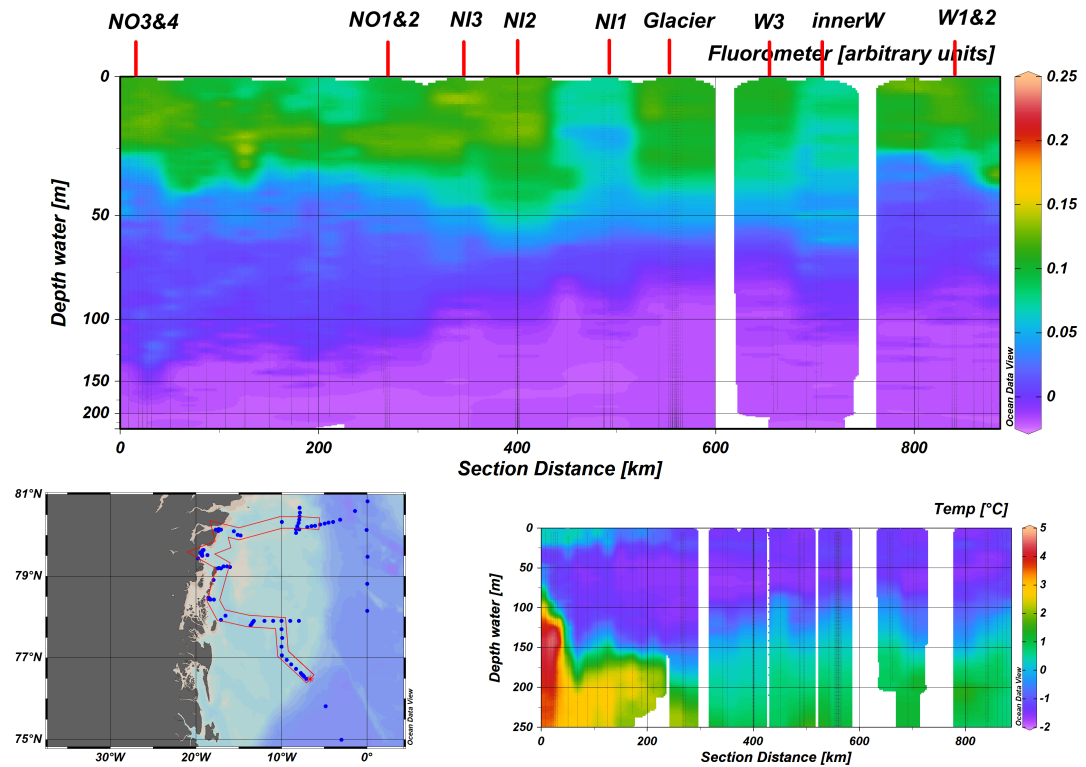 NO3&4 NO1&2 NI3 NI2 NI1 Glacier W3 innerW W1&2
Fluorometer [arbitrary units]
0
50
100
150
200
Depth water [m]
0 200 400 600 800
Section Distance [km]
0.25
0.2
0.15
0.1
0.05
0
Ocean Data View
81°N
79°N
77°N
75°N
30°W 20°W 10°W 0°
Ocean Data View
Temp [°C]
0
50
100
150
200
250
Depth water [m]
0 200 400 600 800
Section Distance [km]
5
4
3
2
1
0
-1
-2
Ocean Data View